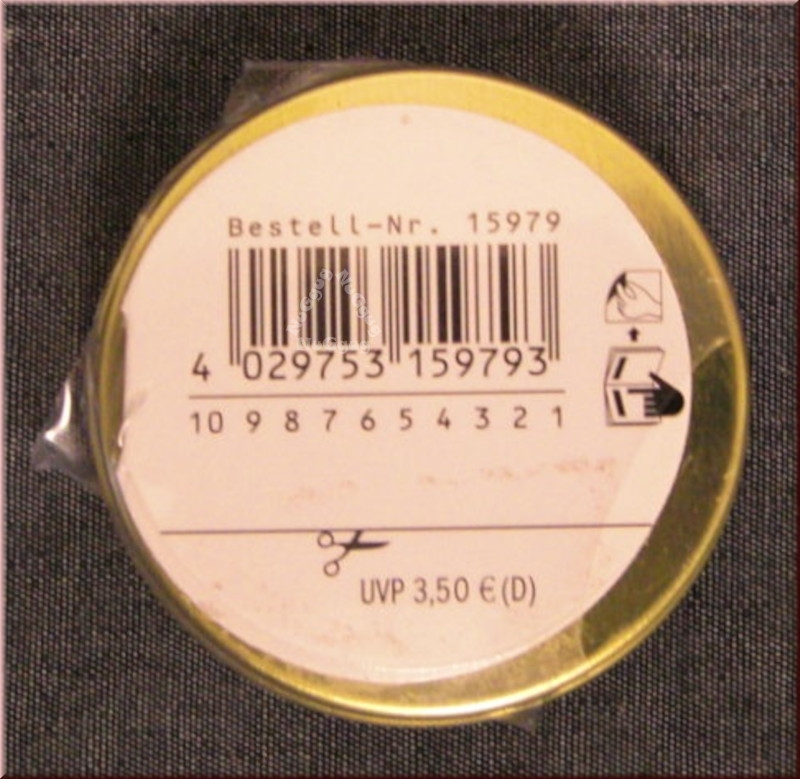 Bestell-Nr. 15979
4 029753 159793
10 9 8 7 6 5 4 3 2 1
UVP 3,50 € (D)